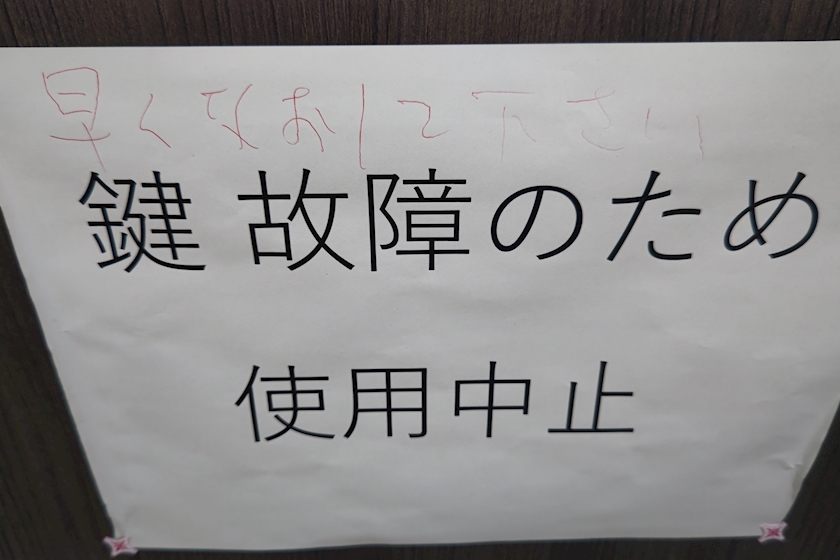 早くなおして下さい
鍵 故障のため
使用中止